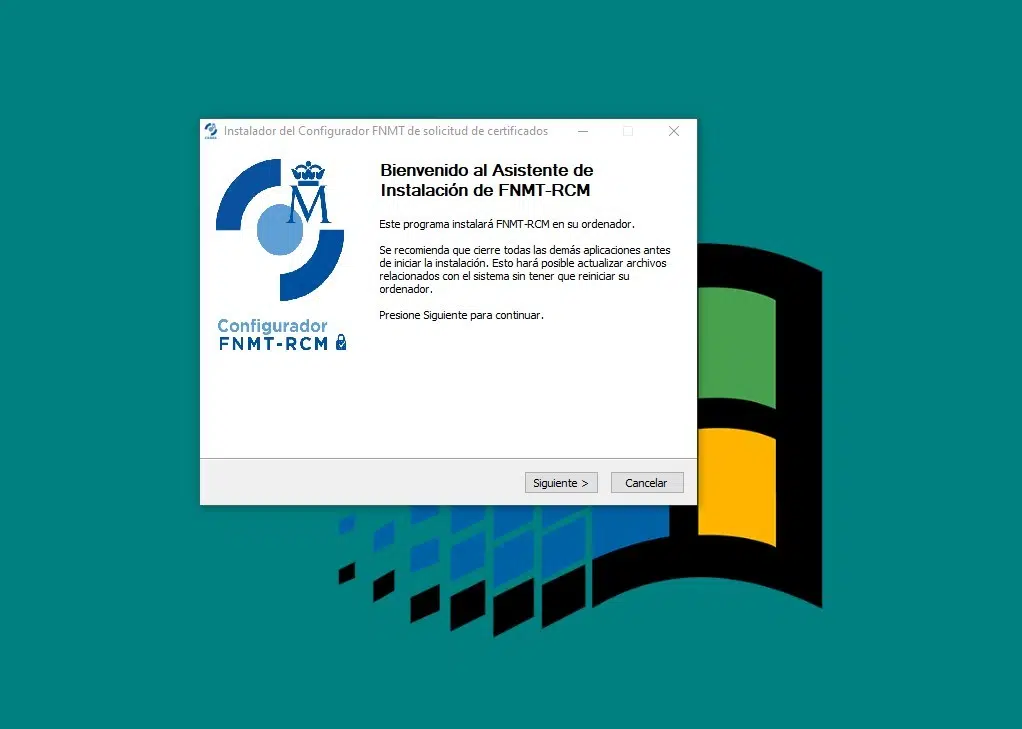 Instalador del Configurador FNMT de solicitud de certificados
Bienvenido al Asistente de
Instalación de FNMT-RCM
Este programa instalará FNMT-RCM en su ordenador.
Se recomienda que cierre todas las demás aplicaciones antes
de iniciar la instalación. Esto hará posible actualizar archivos
relacionados con el sistema sin tener que reiniciar su
ordenador.
Presione Siguiente para continuar.
M
Configurador
FNMT-RCM
Siguiente >
Cancelar